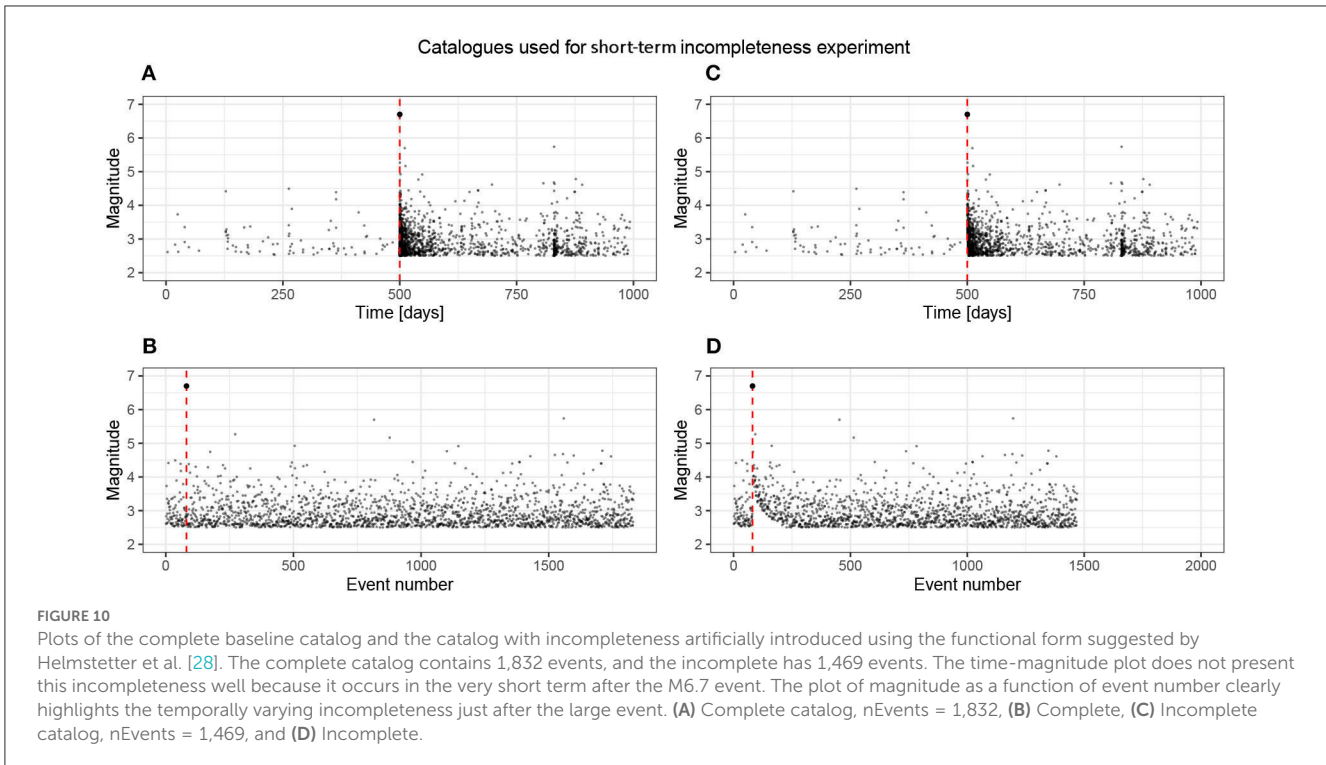 Catalogues used for short-term incompleteness experiment
A
7
6
5
4
3
2
Magnitude
0 250 500 750 1000
Time [days]
C
7
6
5
4
3
2
Magnitude
0 250 500 750 1000
Time [days]
B
7
6
5
4
3
2
Magnitude
0 500 1000 1500
Event number
D
7
6
5
4
3
2
Magnitude
0 500 1000 1500 2000
Event number
FIGURE 10
Plots of the complete baseline catalog and the catalog with incompleteness artificially introduced using the functional form suggested by
Helmstetter et al. [28]. The complete catalog contains 1,832 events, and the incomplete has 1,469 events. The time-magnitude plot does not present
this incompleteness well because it occurs in the very short term after the M6.7 event. The plot of magnitude as a function of event number clearly
highlights the temporally varying incompleteness just after the large event. (A) Complete catalog, nEvents = 1,832, (B) Complete, (C) Incomplete
catalog, nEvents = 1,469, and (D) Incomplete.